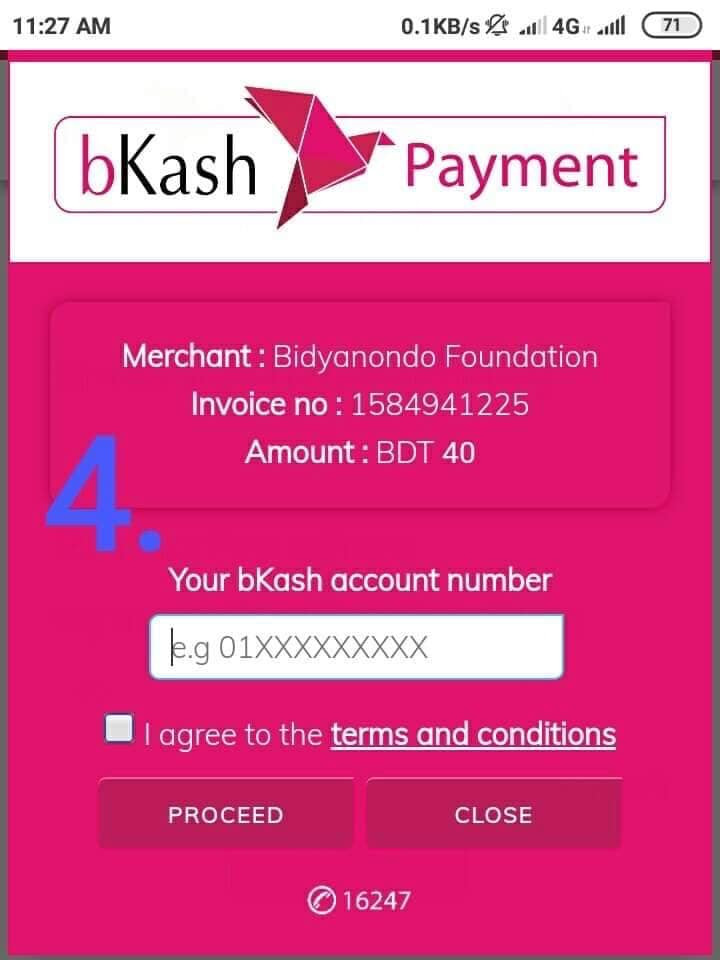 11:27 AM 0.1KB/s 4G 71
bKash Payment
Merchant : Bidyanondo Foundation
Invoice no : 1584941225
Amount : BDT 40
4.
Your bKash account number
e.g 01XXXXXXXXX
I agree to the terms and conditions
PROCEED CLOSE
16247